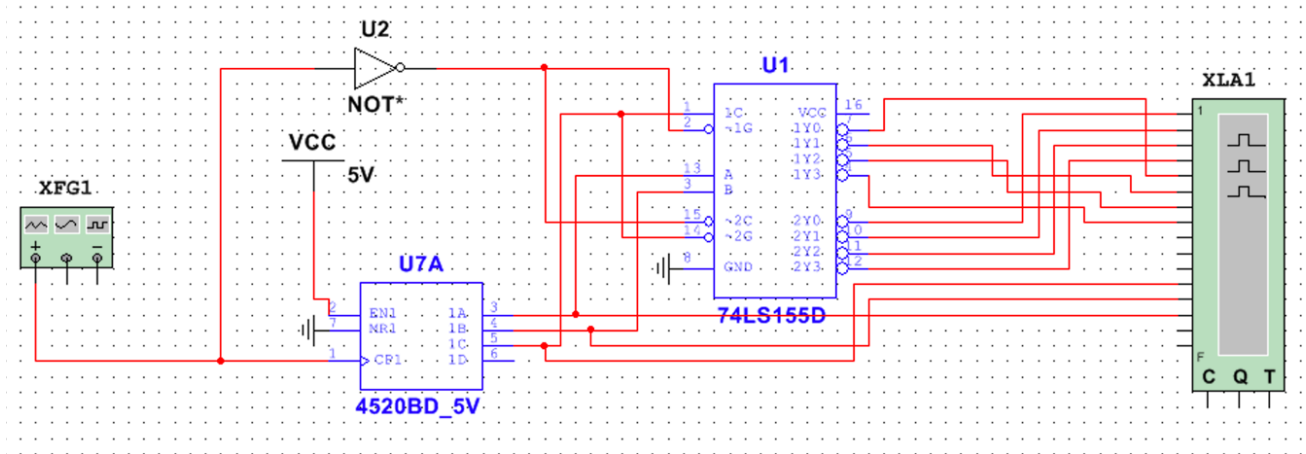 U2
NOT*
VCC
5V
XFG1
+
−
U7A
2 EN1 1A 3
7 MR1 1B 4
1C 5
1 CP1 1D 6
4520BD_5V
U1
1 1C VCC 16
2 ~1G 1Y0 7
1Y1
1Y2
13 A 1Y3
3 B
15 ~2C 2Y0 9
14 ~2G 2Y1 10
2Y2 11
8 GND 2Y3 12
74LS155D
XLA1
1
F
C Q T